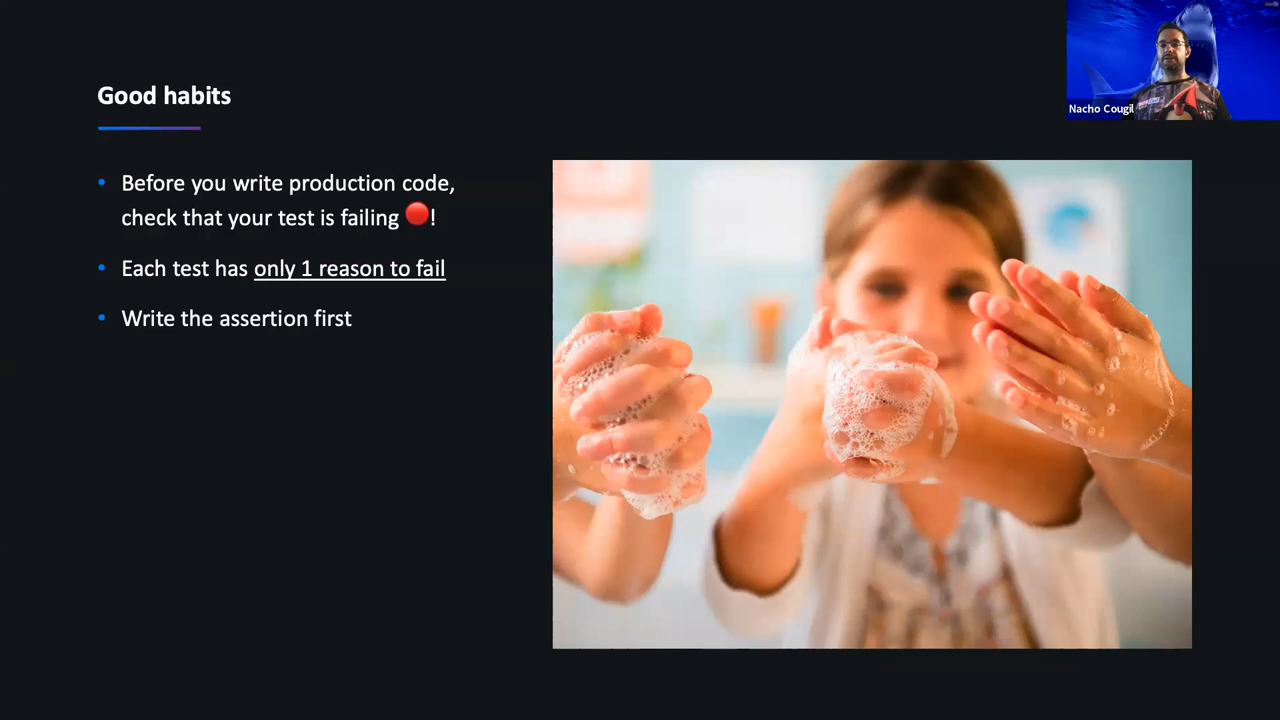 Good habits
Before you write production code,
check that your test is failing 🔴!
Each test has only 1 reason to fail
Write the assertion first
Nacho Cougil